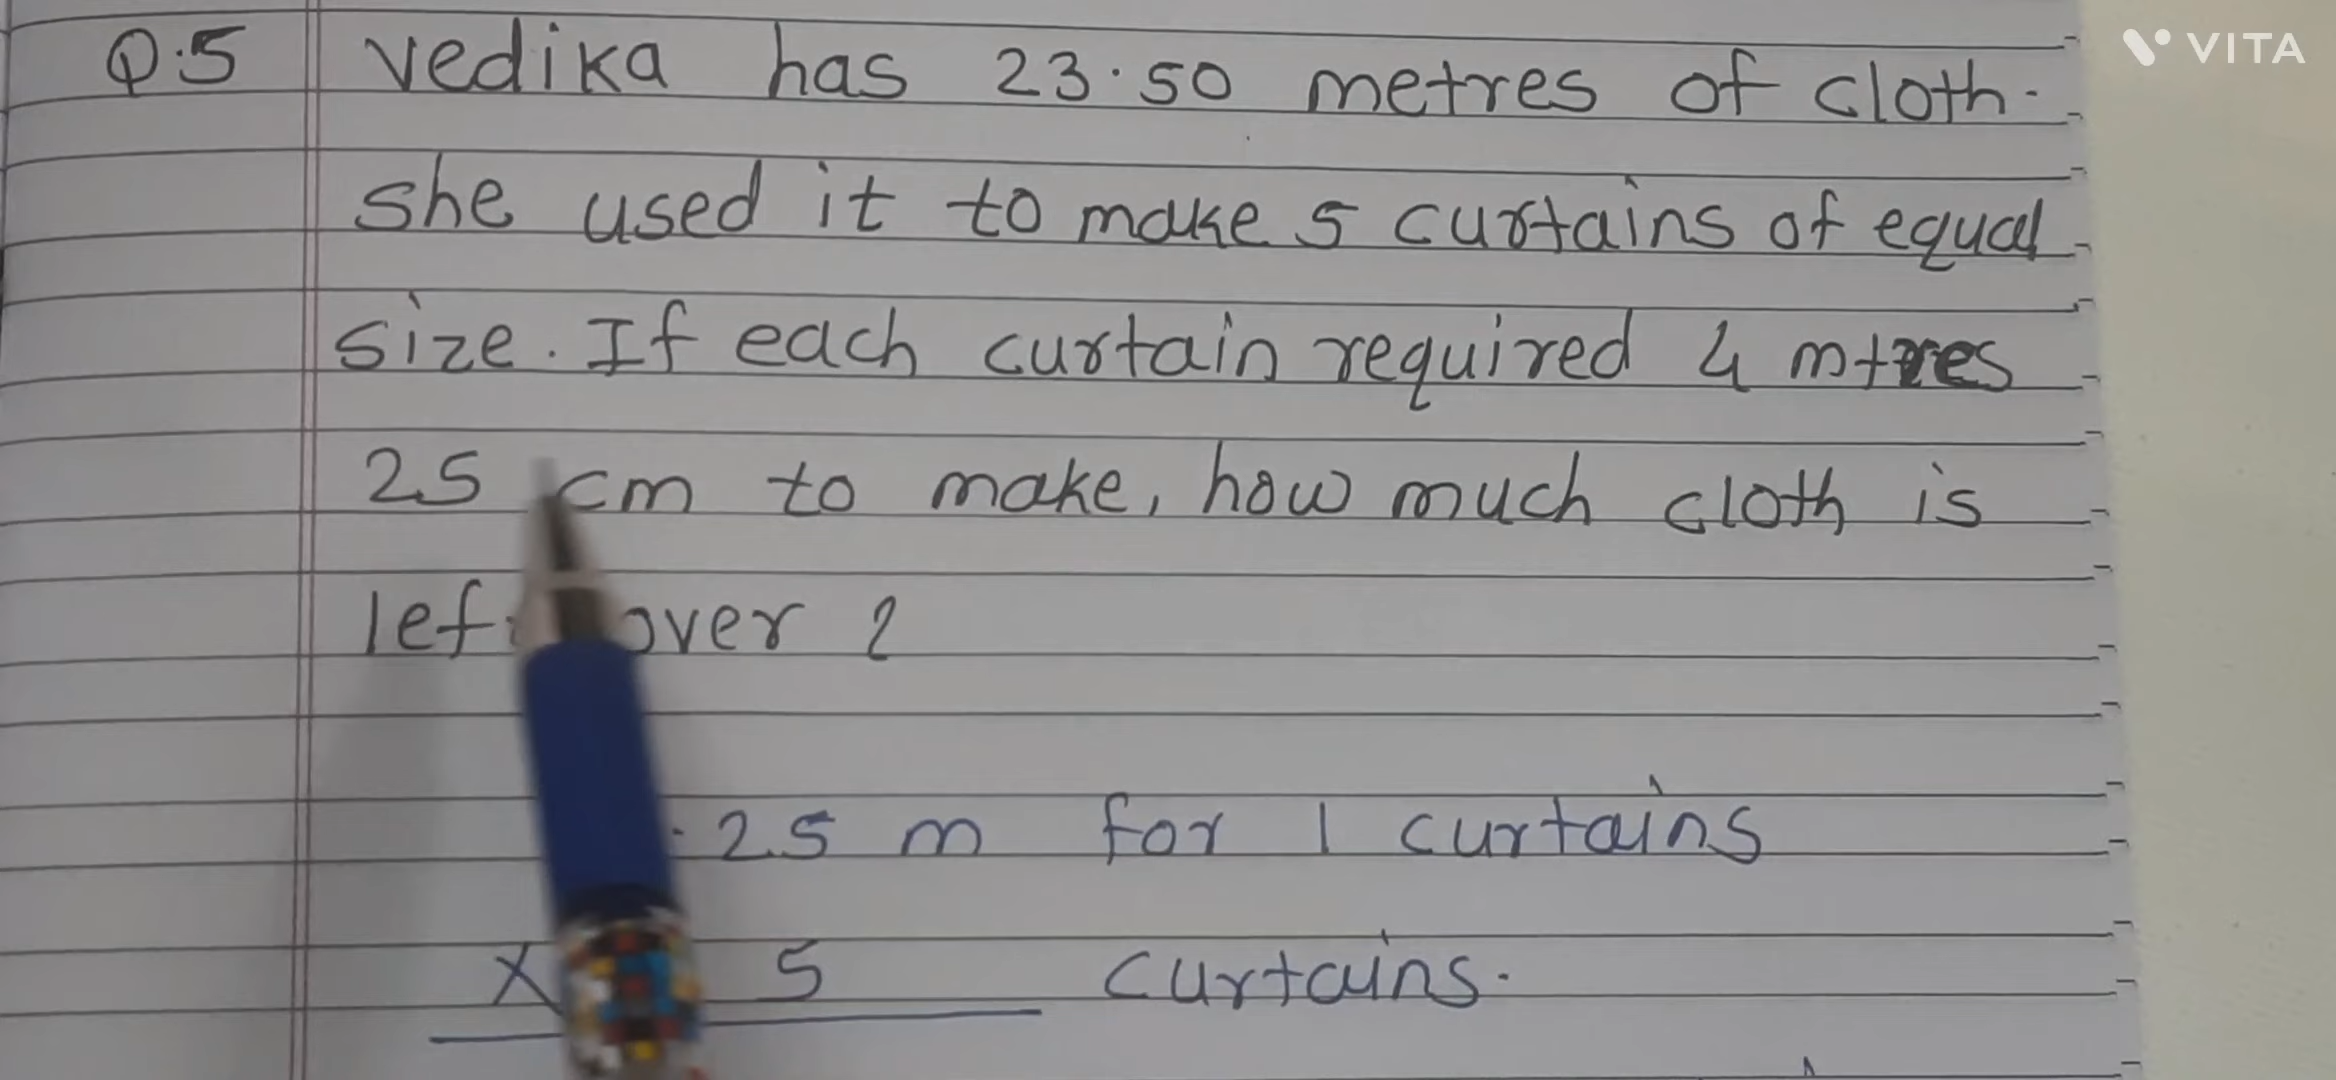 Q.5 Vedika has 23.50 metres of cloth.
she used it to make 5 curtains of equal
size. If each curtain required 4 mtres
25 cm to make, how much cloth is
over ?
.25 m for 1 curtains
x 5 curtains.
VITA